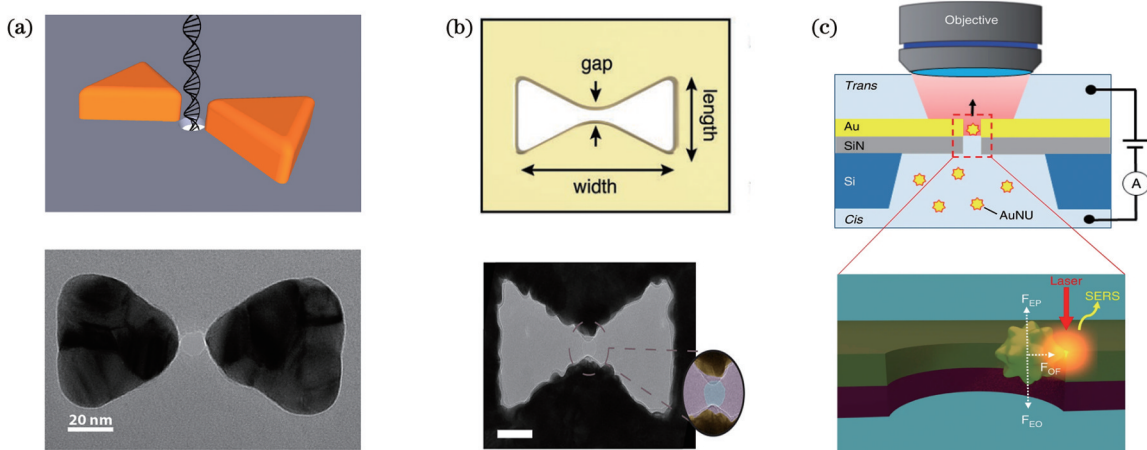 (a)
20 nm
(b)
gap
length
width
(c)
Objective
Trans
Au
SiN
Si
A
AuNU
Cis
Laser
SERS
F_EP
F_OF
F_EO